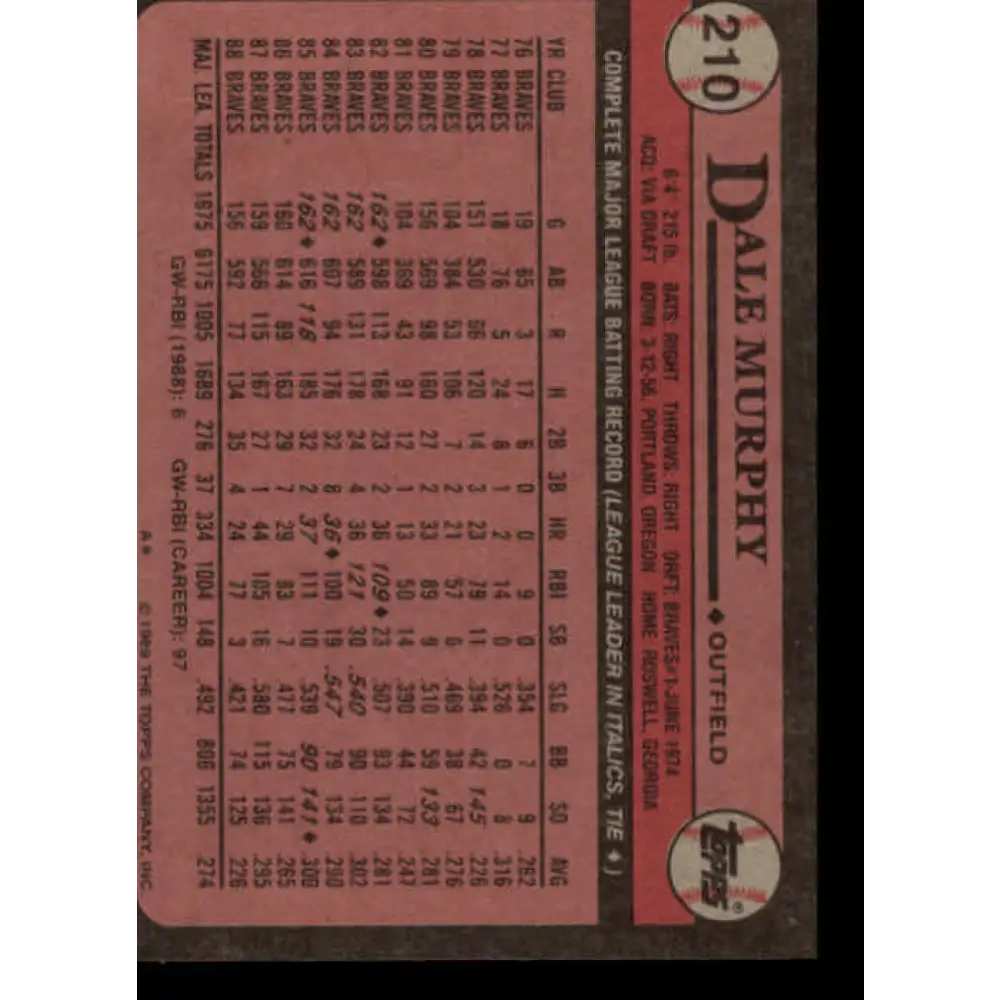 210
DALE MURPHY ♦ OUTFIELD
topps®
6'4" 215 lb. BATS: RIGHT THROWS: RIGHT DRFT: BRAVES #1-JUNE 1974
ACQ: VIA DRAFT BORN 3-12-56, PORTLAND, OREGON HOME ROSWELL, GEORGIA
COMPLETE MAJOR LEAGUE BATTING RECORD (LEAGUE LEADER IN ITALICS, TIE ♦)
YR CLUB G AB R H 2B 3B HR RBI SB SLG BB SO AVG
76 BRAVES 19 65 3 17 6 0 0 9 0 .354 7 9 .262
77 BRAVES 18 76 5 24 8 1 2 14 0 .526 0 8 .316
78 BRAVES 151 530 66 120 14 3 23 79 11 .394 42 145 .226
79 BRAVES 104 384 53 106 7 2 21 57 6 .469 38 67 .276
80 BRAVES 156 569 98 160 27 2 33 89 9 .510 59 133 .281
81 BRAVES 104 369 43 91 12 1 13 50 14 .390 44 72 .247
82 BRAVES 162♦ 598 113 168 23 2 36 109♦ 23 .507 93 134 .281
83 BRAVES 162 589 131 178 24 4 36 121 30 .540 90 110 .302
84 BRAVES 162 607 94 176 32 8 36♦ 100 19 .547 79 134 .290
85 BRAVES 162♦ 616 118 185 32 2 37 111 10 .539 90 141♦ .300
86 BRAVES 160 614 89 163 29 7 29 83 7 .477 75 141 .265
87 BRAVES 159 566 115 167 27 1 44 105 16 .580 115 136 .295
88 BRAVES 156 592 77 134 35 4 24 77 3 .421 74 125 .226
MAJ. LEA. TOTALS 1675 6175 1005 1689 276 37 334 1004 148 .492 806 1355 .274
GW-RBI (1988): 6 GW-RBI (CAREER): 97
A* © 1989 THE TOPPS COMPANY, INC.